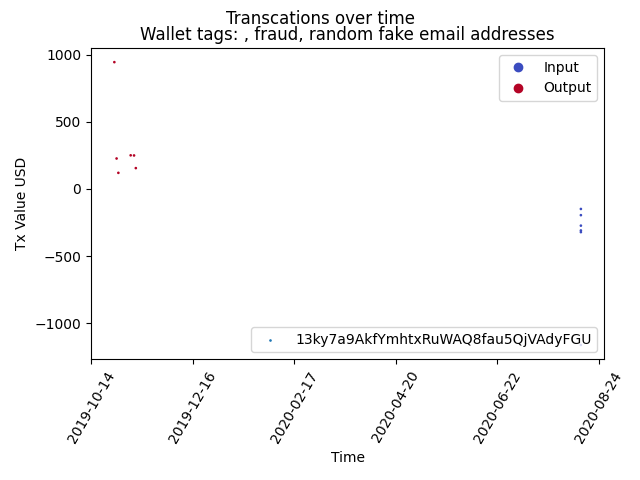 Transcations over time
Wallet tags: , fraud, random fake email addresses
1000
500
0
−500
−1000
Tx Value USD
Input
Output
13ky7a9AkfYmhtxRuWAQ8fau5QjVAdyFGU
2019-10-14
2019-12-16
2020-02-17
2020-04-20
2020-06-22
2020-08-24
Time